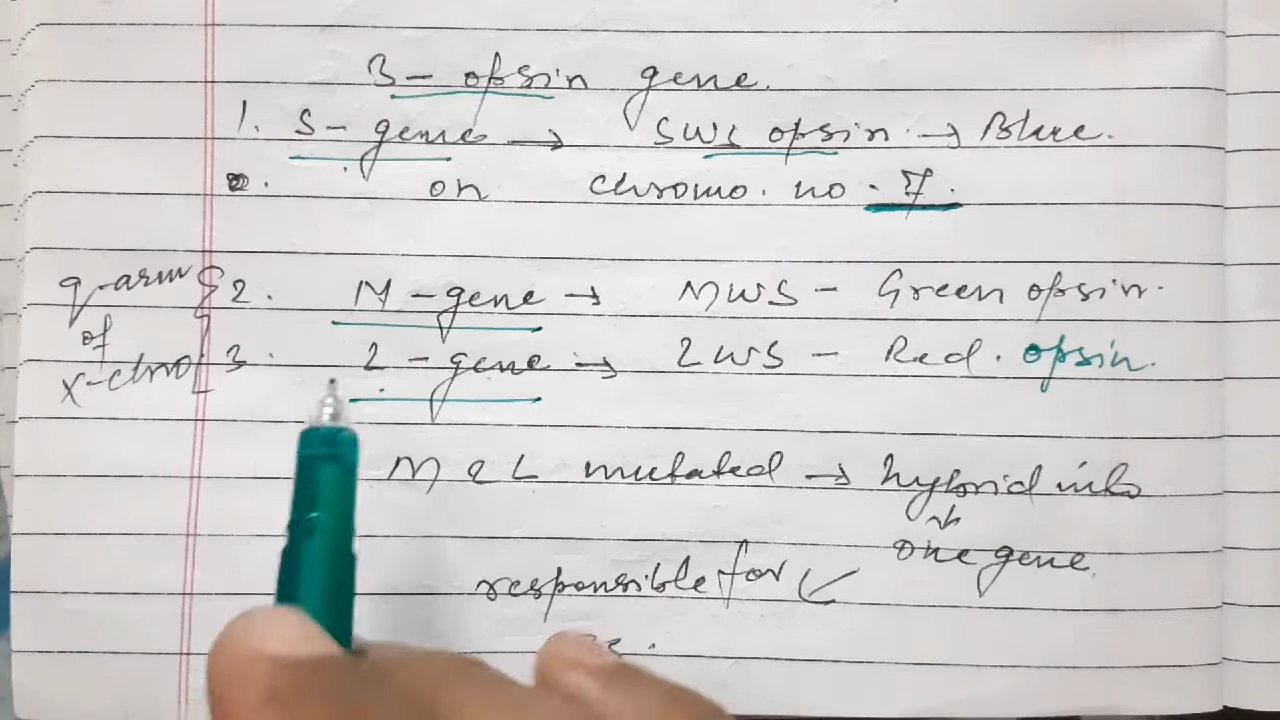 3- opsin gene.
1. S- gene → SWS opsin. → Blue.
on chromo. no. 7.
q-arm of X-chro
2. M-gene → MWS - Green opsin.
3. L-gene → LWS - Red. opsin.
M & L mutated → hybrid into
one gene.
responsible for